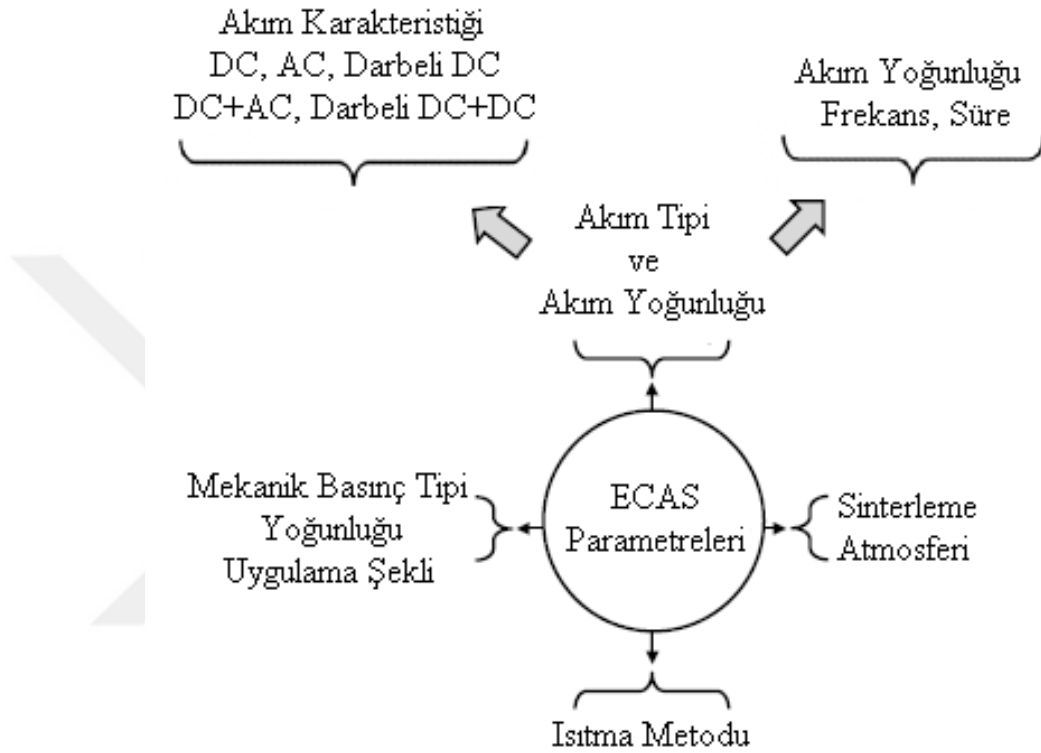 Akım Karakteristiği
DC, AC, Darbeli DC
DC+AC, Darbeli DC+DC
Akım Yoğunluğu
Frekans, Süre
Akım Tipi
ve
Akım Yoğunluğu
Mekanik Basınç Tipi
Yoğunluğu
Uygulama Şekli
ECAS
Parametreleri
Sinterleme
Atmosferi
Isıtma Metodu